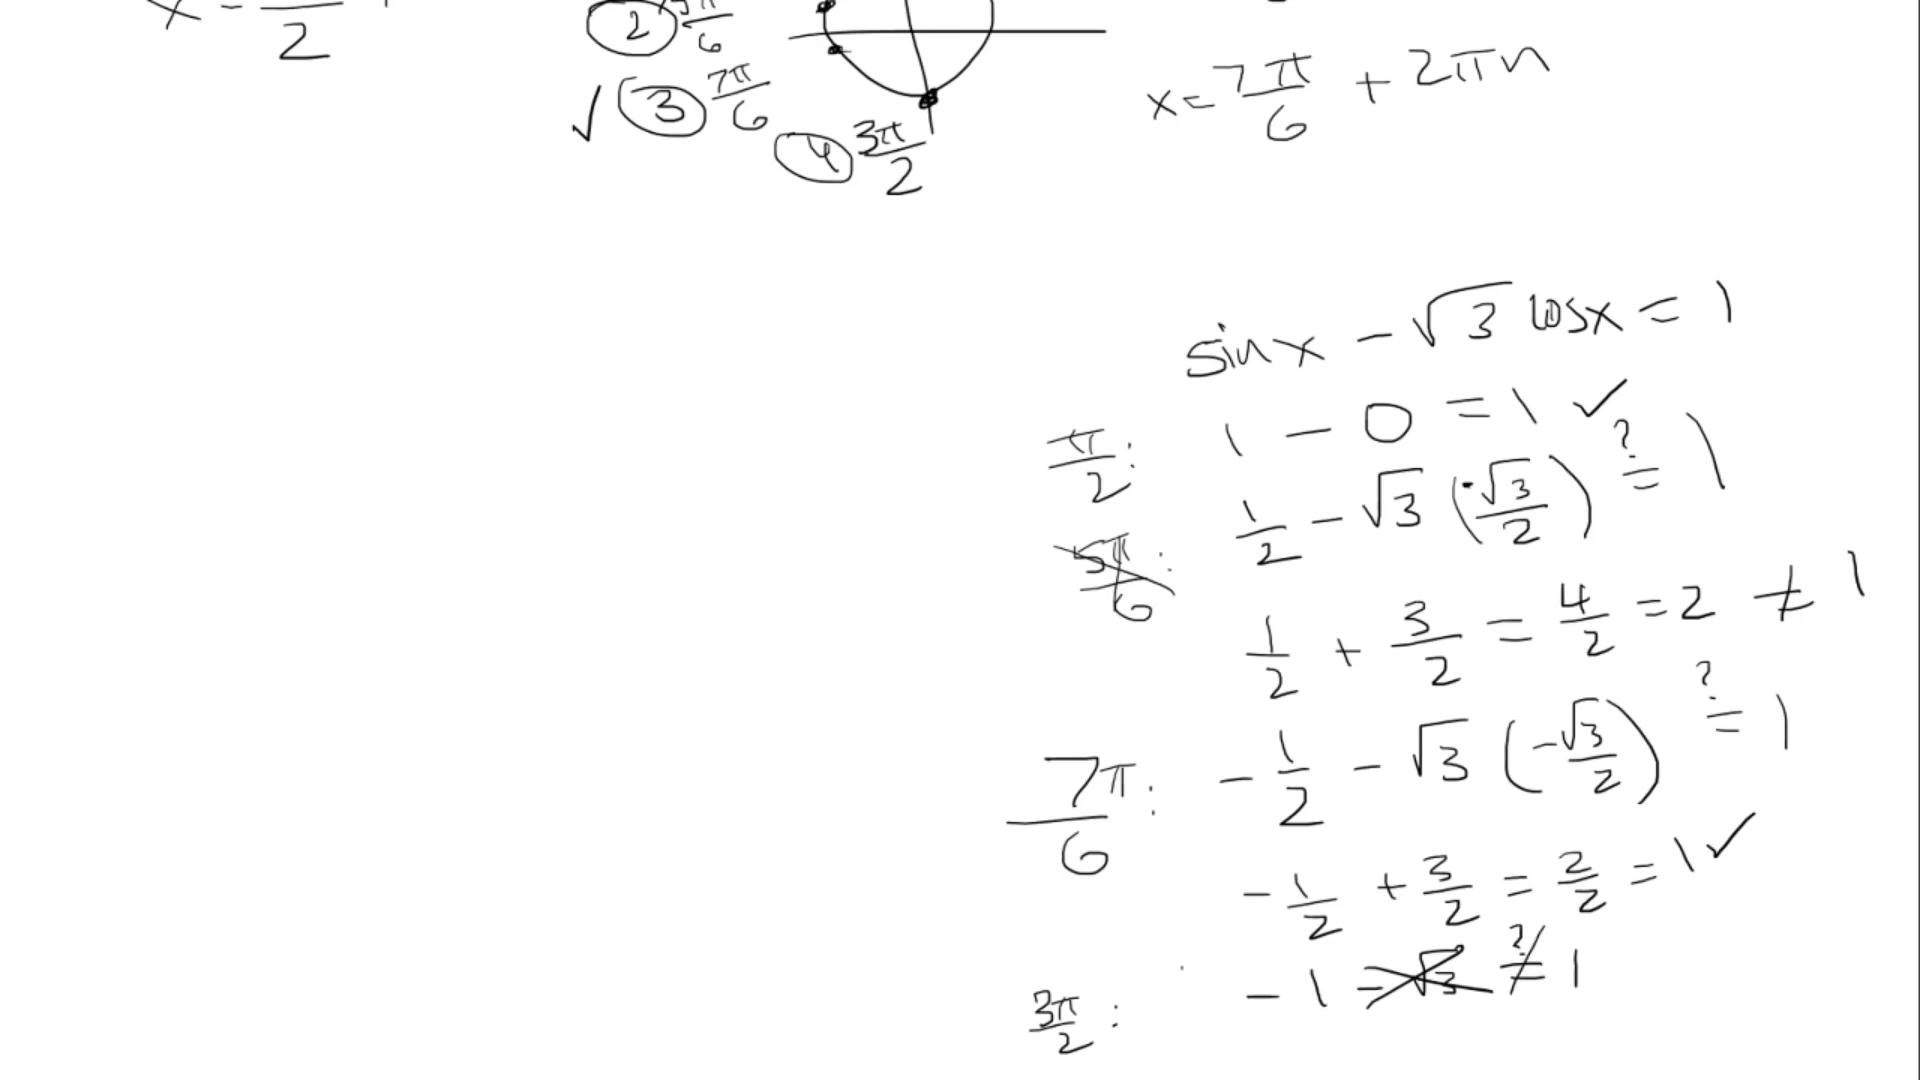 x = /2
② 5π/6
√ ③ 7π/6
④ 3π/2
x = 7π/6 + 2πn
sin x - √3 cos x = 1
π/2 : 1 - 0 = 1 ✓
5π/6 : 1/2 - √3 (-√3/2) ?= 1
1/2 + 3/2 = 4/2 = 2 ≠ 1
7π/6 : - 1/2 - √3 (-√3/2) ?= 1
- 1/2 + 3/2 = 2/2 = 1 ✓
3π/2 : - 1 - √3 ?≠ 1